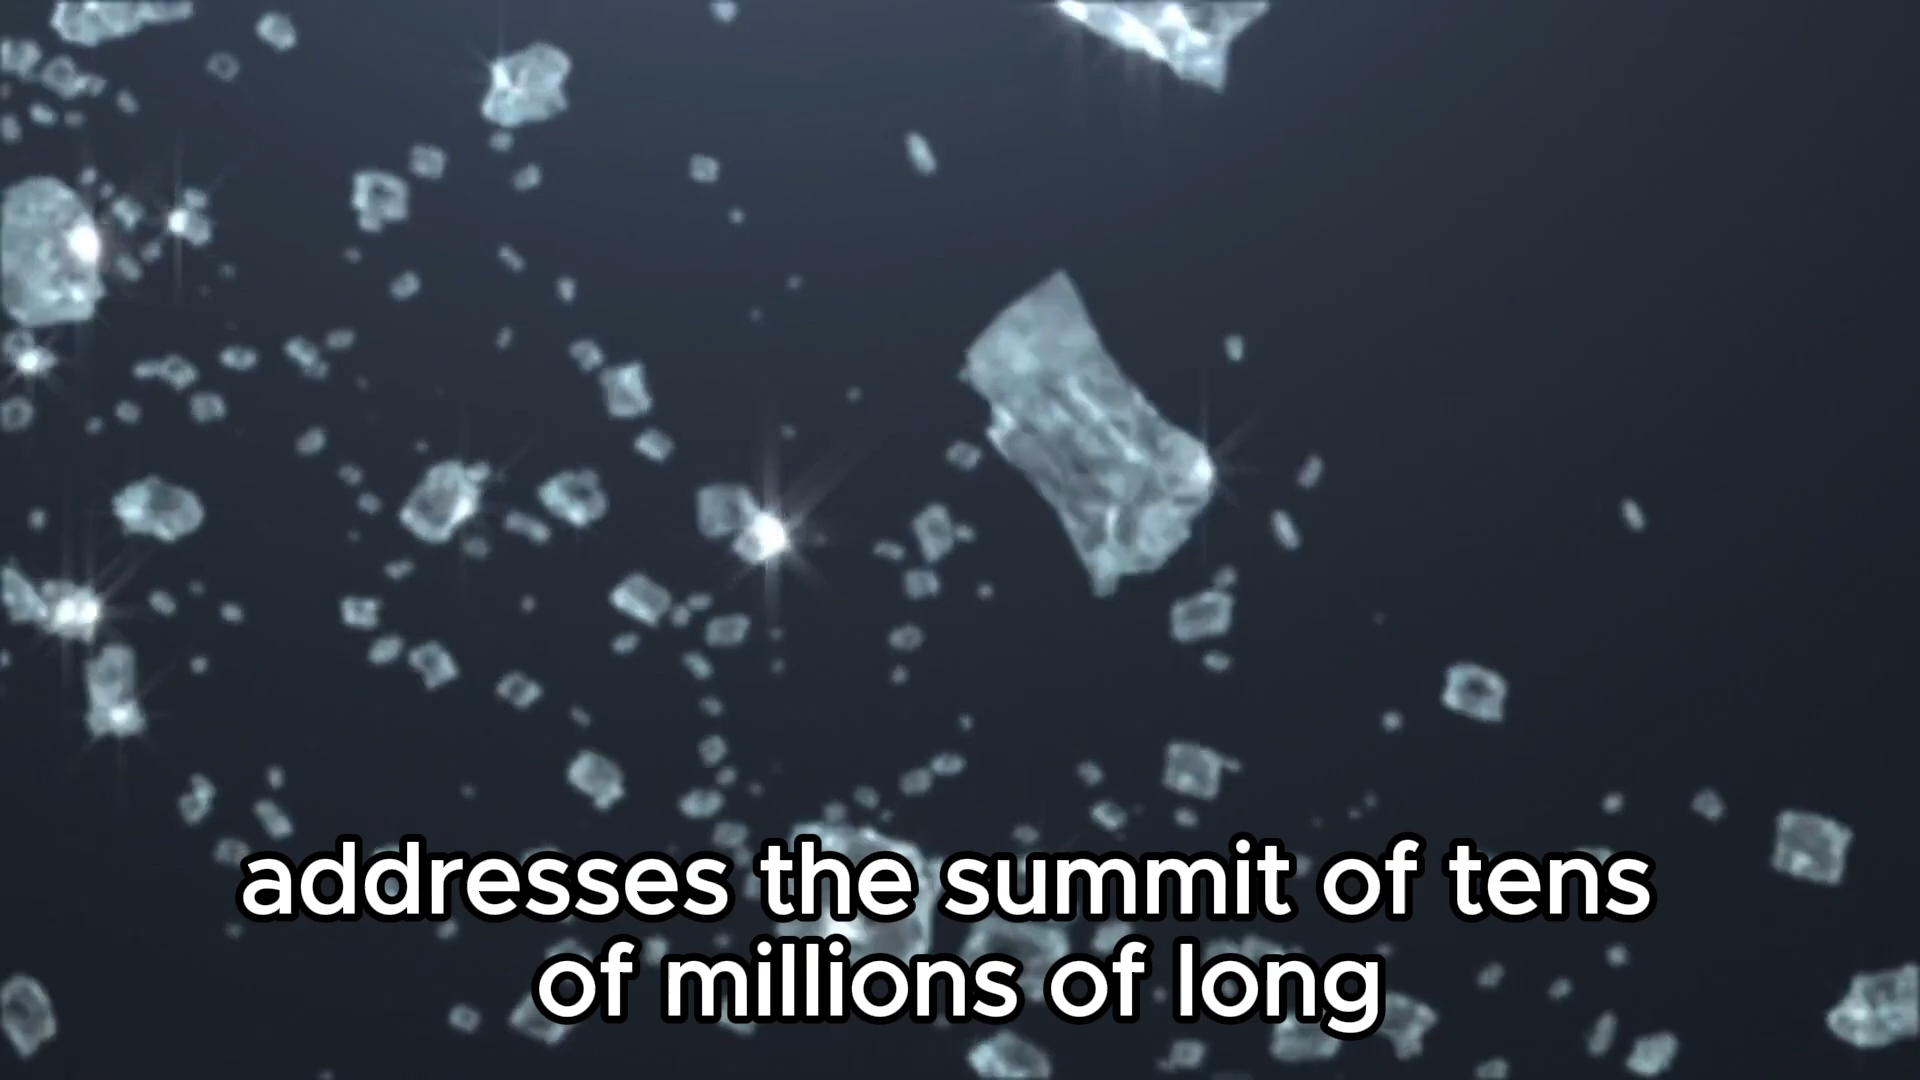 addresses the summit of tens
of millions of long